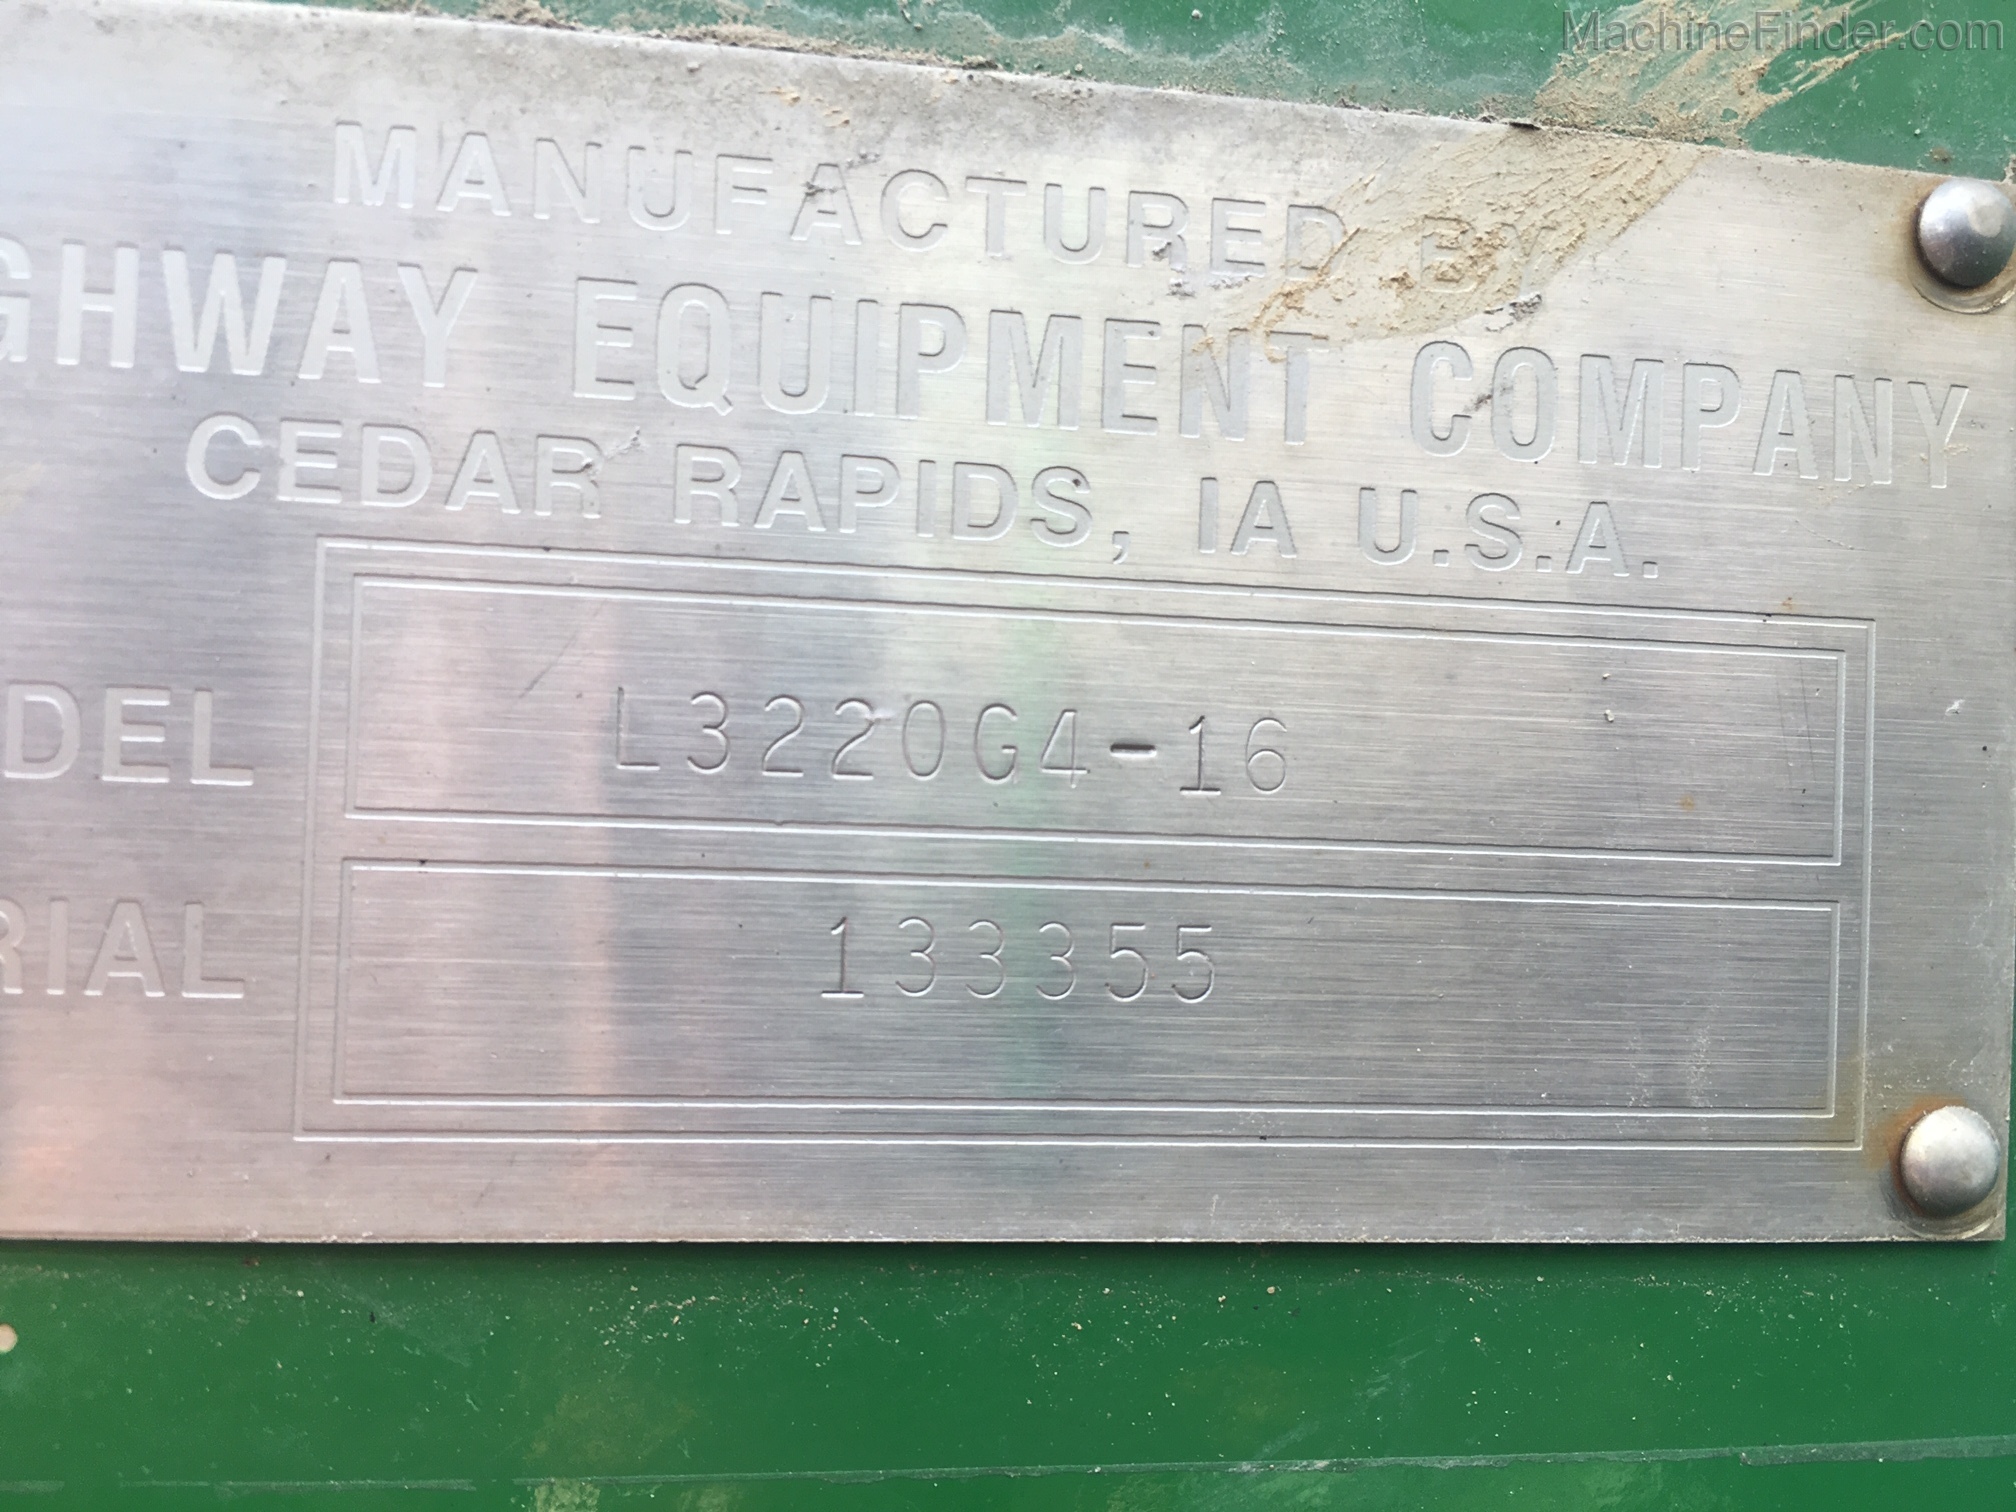 MachineFinder.com
MANUFACTURED BY
GHWAY EQUIPMENT COMPANY
CEDAR RAPIDS, IA U.S.A.
DEL L3220G4-16
RIAL 133355